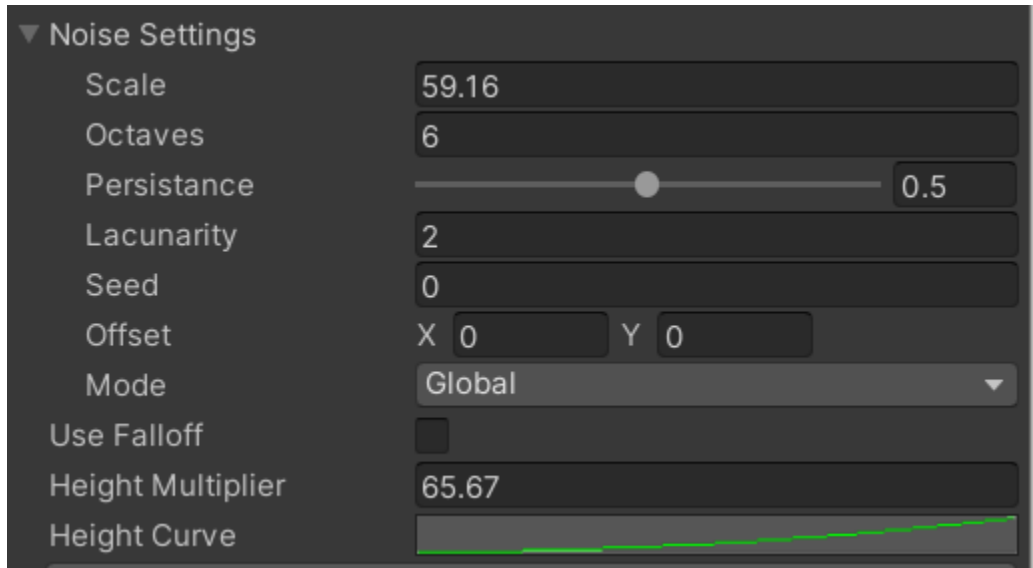 Noise Settings
Scale 59.16
Octaves 6
Persistance 0.5
Lacunarity 2
Seed 0
Offset X 0 Y 0
Mode Global
Use Falloff
Height Multiplier 65.67
Height Curve